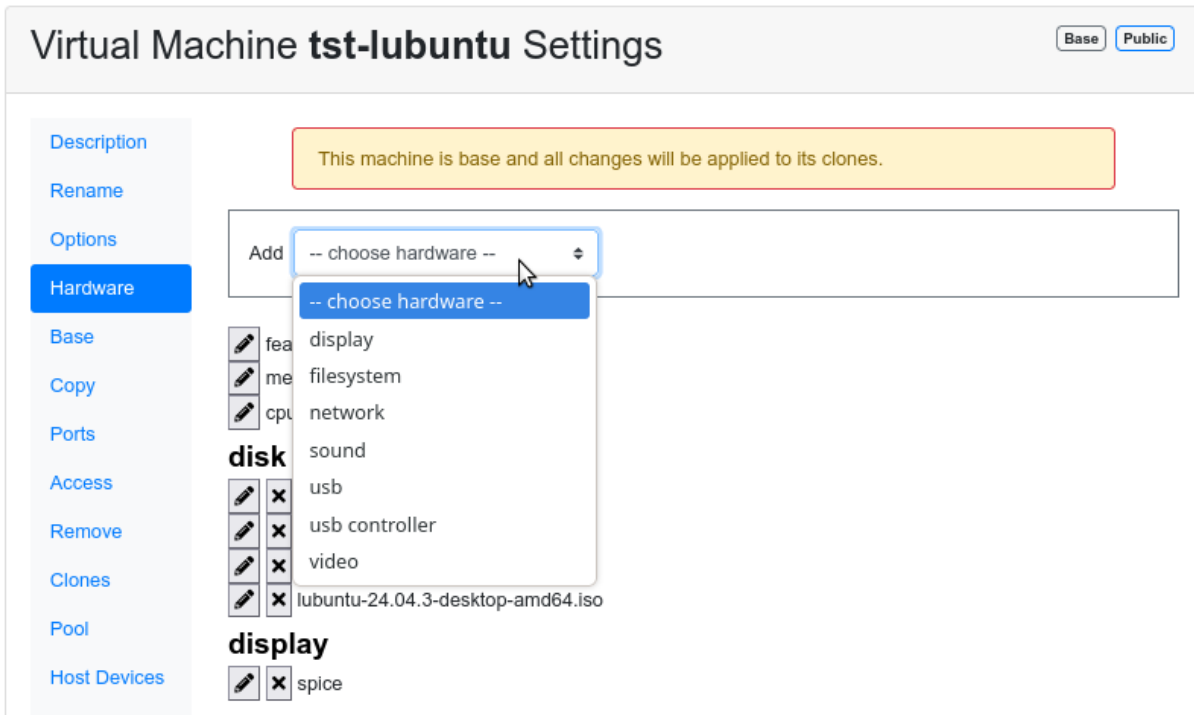 Virtual Machine tst-lubuntu Settings
Base
Public
Description
Rename
Options
Hardware
Base
Copy
Ports
Access
Remove
Clones
Pool
Host Devices
This machine is base and all changes will be applied to its clones.
Add
-- choose hardware --
-- choose hardware --
display
filesystem
network
sound
usb
usb controller
video
disk
lubuntu-24.04.3-desktop-amd64.iso
display
spice